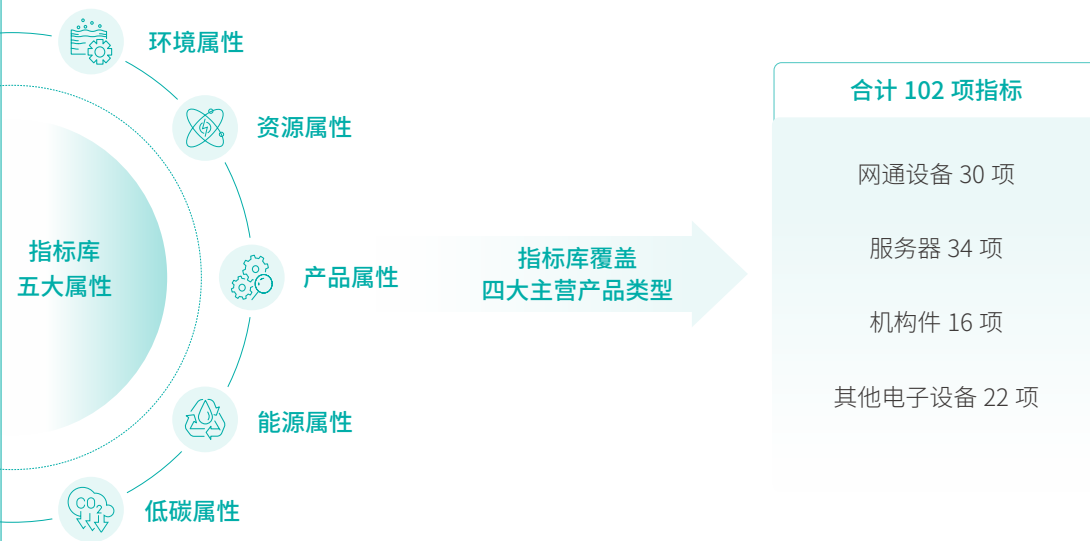 环境属性
资源属性
指标库
五大属性
产品属性
能源属性
CO2
低碳属性
指标库覆盖
四大主营产品类型
合计 102 项指标
网通设备 30 项
服务器 34 项
机构件 16 项
其他电子设备 22 项